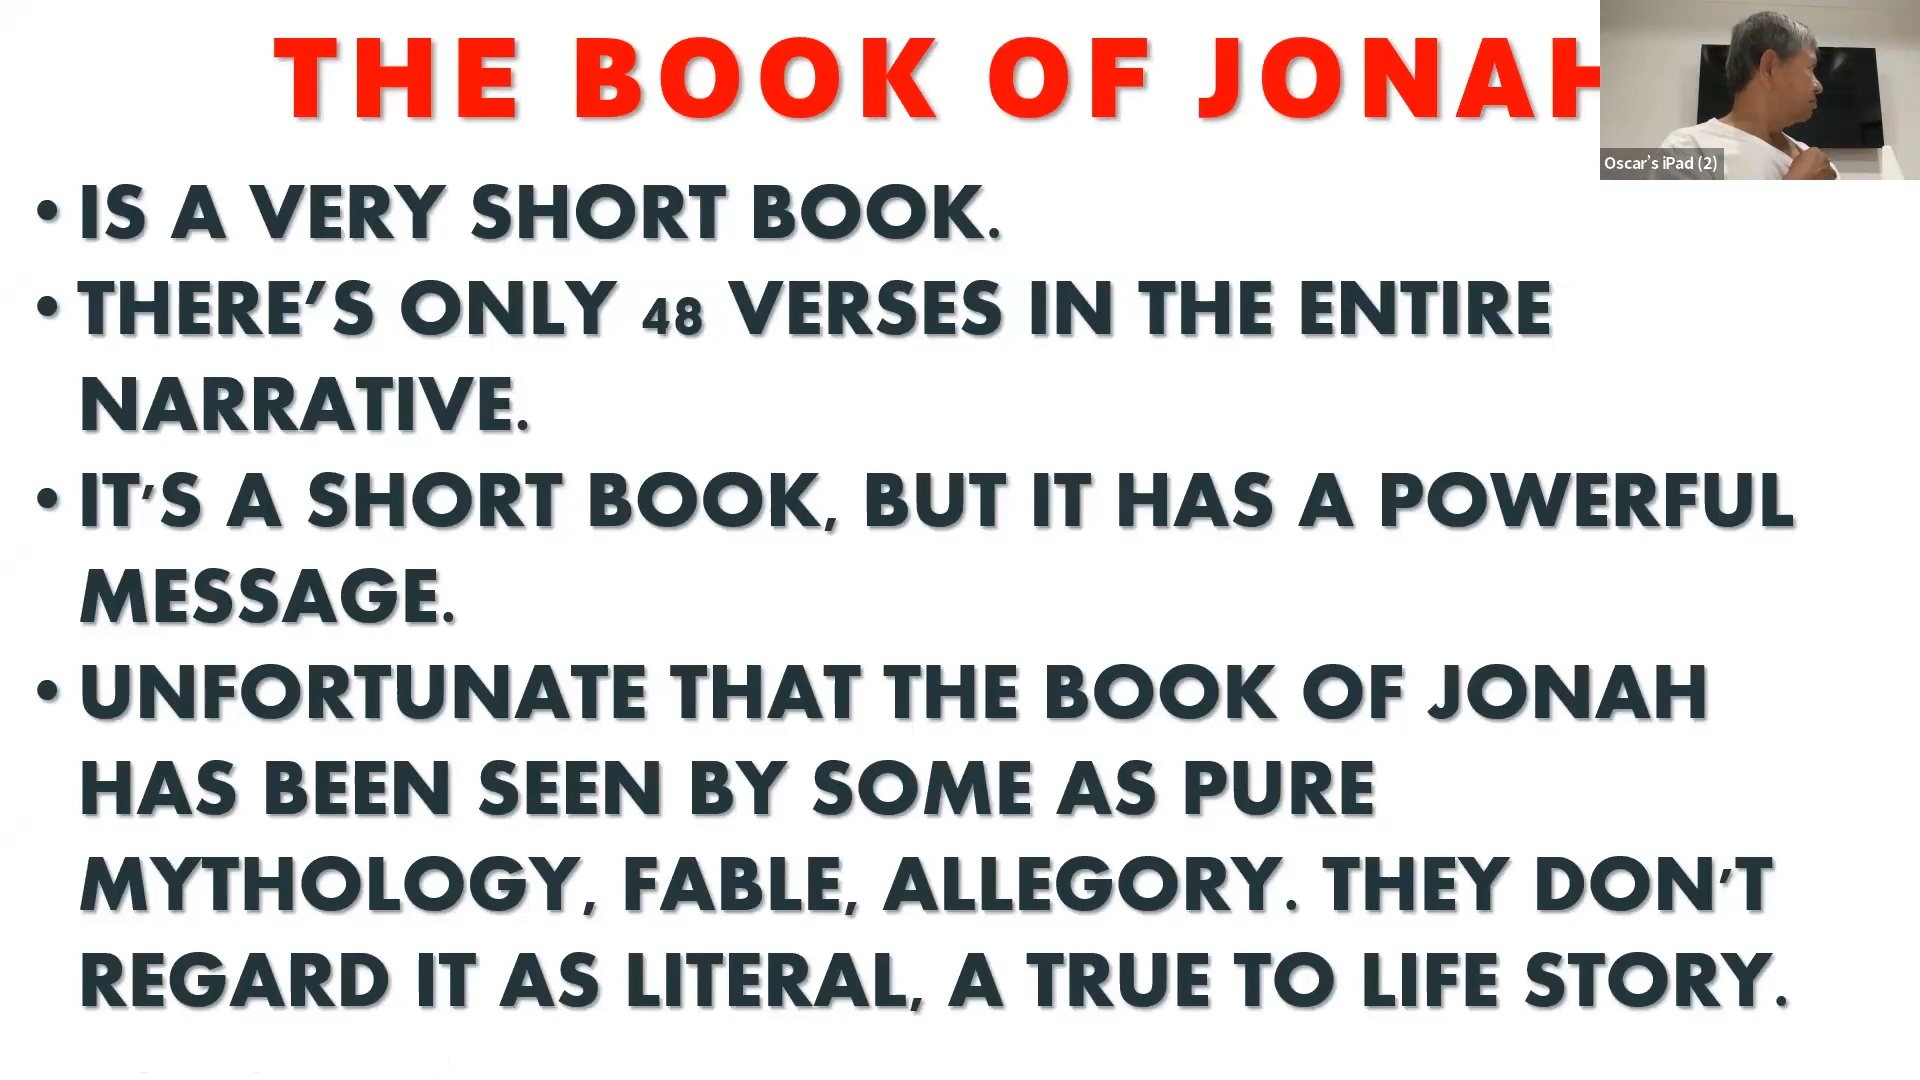 THE BOOK OF JONAH
Oscar's iPad (2)
• IS A VERY SHORT BOOK.
• THERE’S ONLY 48 VERSES IN THE ENTIRE
NARRATIVE.
• IT’S A SHORT BOOK, BUT IT HAS A POWERFUL
MESSAGE.
• UNFORTUNATE THAT THE BOOK OF JONAH
HAS BEEN SEEN BY SOME AS PURE
MYTHOLOGY, FABLE, ALLEGORY. THEY DON’T
REGARD IT AS LITERAL, A TRUE TO LIFE STORY.